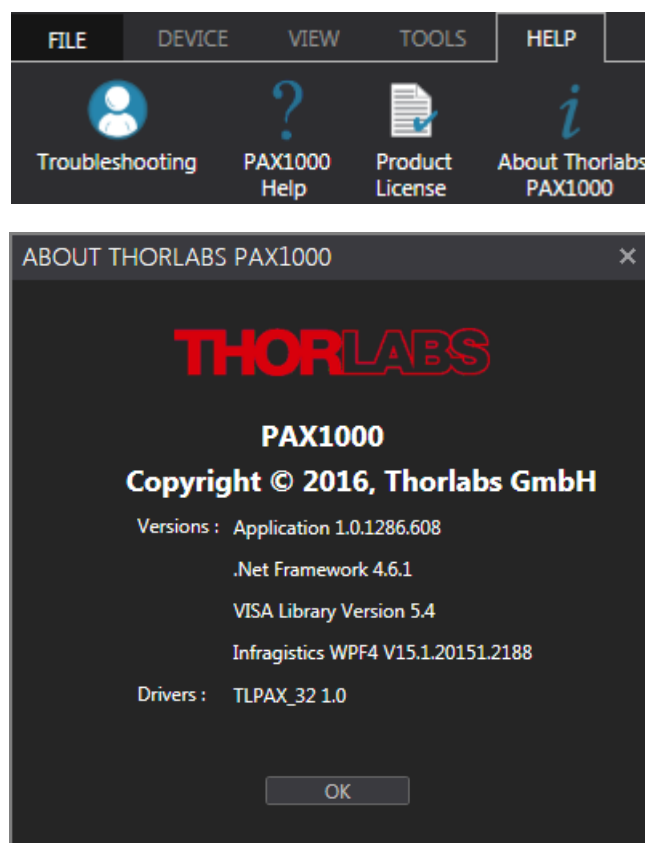 FILE DEVICE VIEW TOOLS HELP
Troubleshooting PAX1000 Product About Thorlabs
Help License PAX1000
ABOUT THORLABS PAX1000
THORLABS
PAX1000
Copyright © 2016, Thorlabs GmbH
Versions : Application 1.0.1286.608
.Net Framework 4.6.1
VISA Library Version 5.4
Infragistics WPF4 V15.1.20151.2188
Drivers : TLPAX_32 1.0
OK